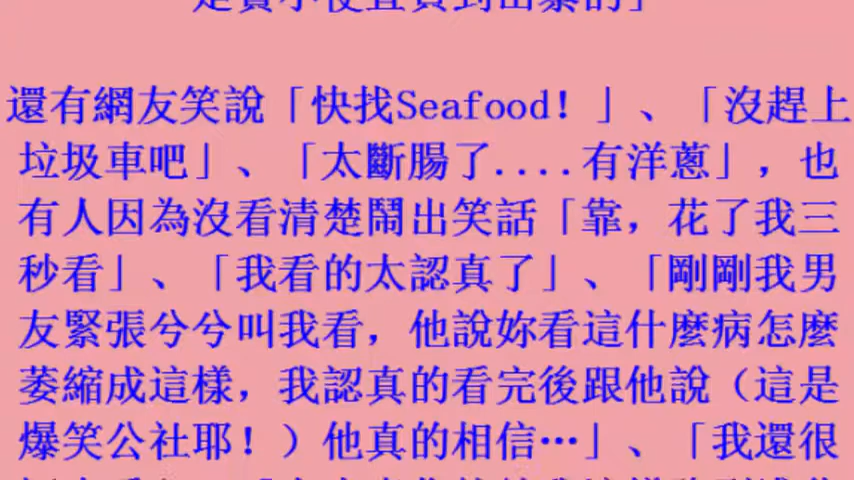 還有網友笑說「快找Seafood！」、「沒趕上
垃圾車吧」、「太斷腸了....有洋蔥」，也
有人因為沒看清楚鬧出笑話「靠，花了我三
秒看」、「我看的太認真了」、「剛剛我男
友緊張兮兮叫我看，他說妳看這什麼病怎麼
萎縮成這樣，我認真的看完後跟他說（這是
爆笑公社耶！）他真的相信…」、「我還很